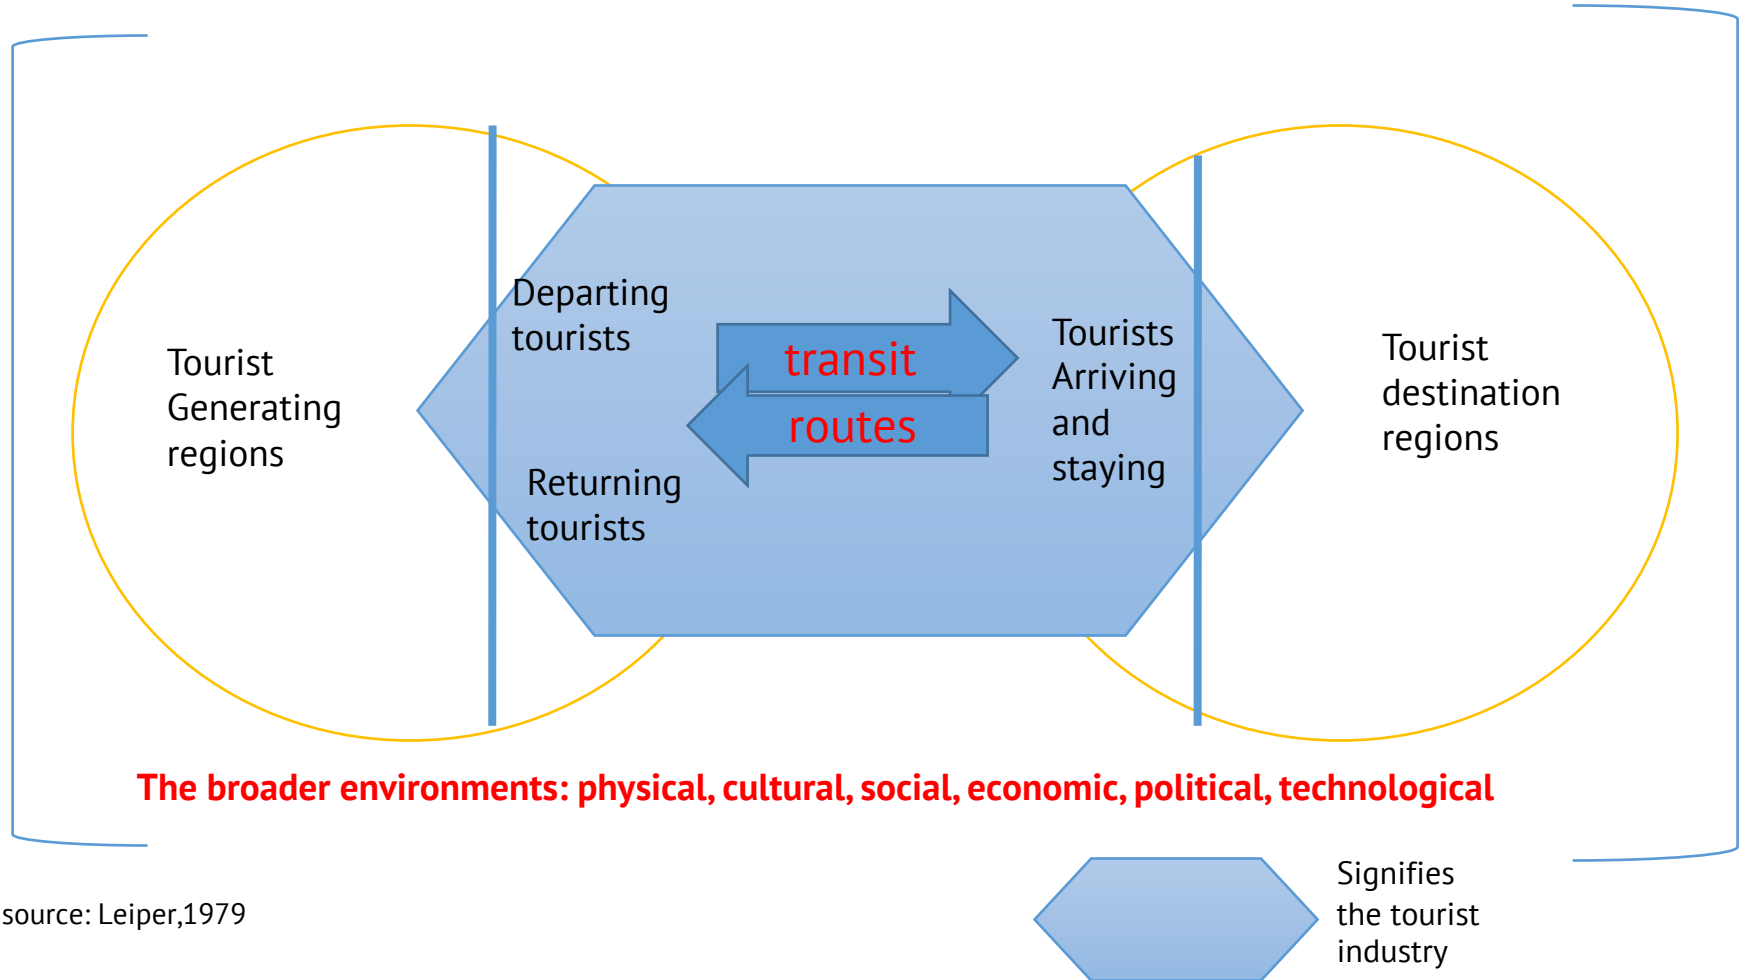 Tourist
Generating
regions
Departing
tourists
Returning
tourists
transit
routes
Tourists
Arriving
and
staying
Tourist
destination
regions
The broader environments: physical, cultural, social, economic, political, technological
source: Leiper,1979
Signifies
the tourist
industry